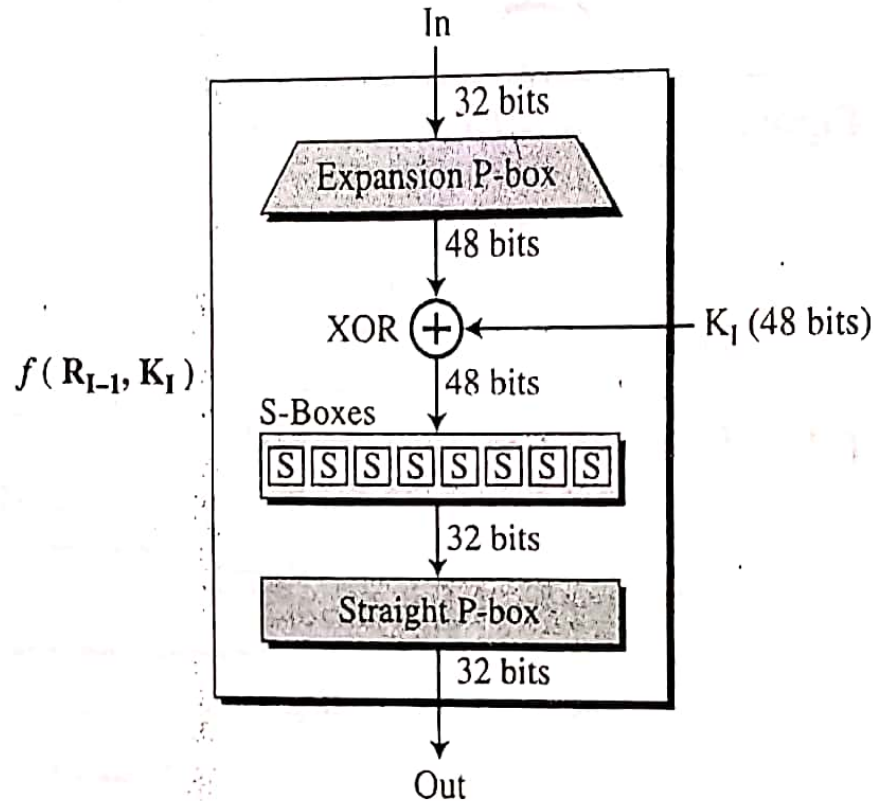 In
32 bits
Expansion P-box
48 bits
XOR + K_I (48 bits)
f ( R_I–1, K_I )
48 bits
S-Boxes
S S S S S S S S
32 bits
Straight P-box
32 bits
Out